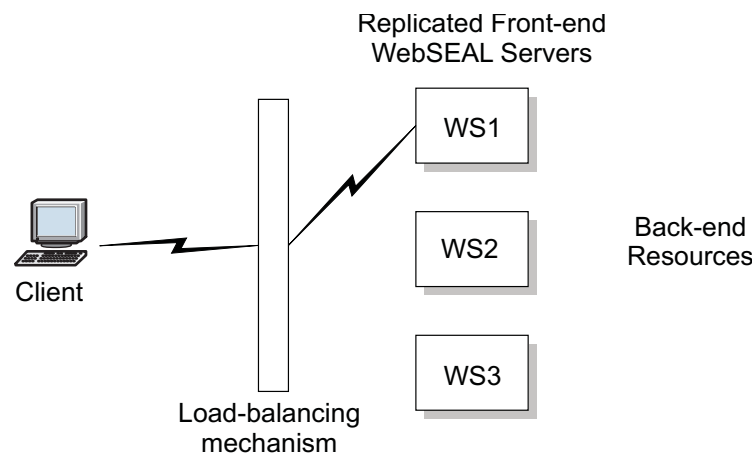 Replicated Front-end
WebSEAL Servers
WS1
WS2
WS3
Back-end
Resources
Client
Load-balancing
mechanism